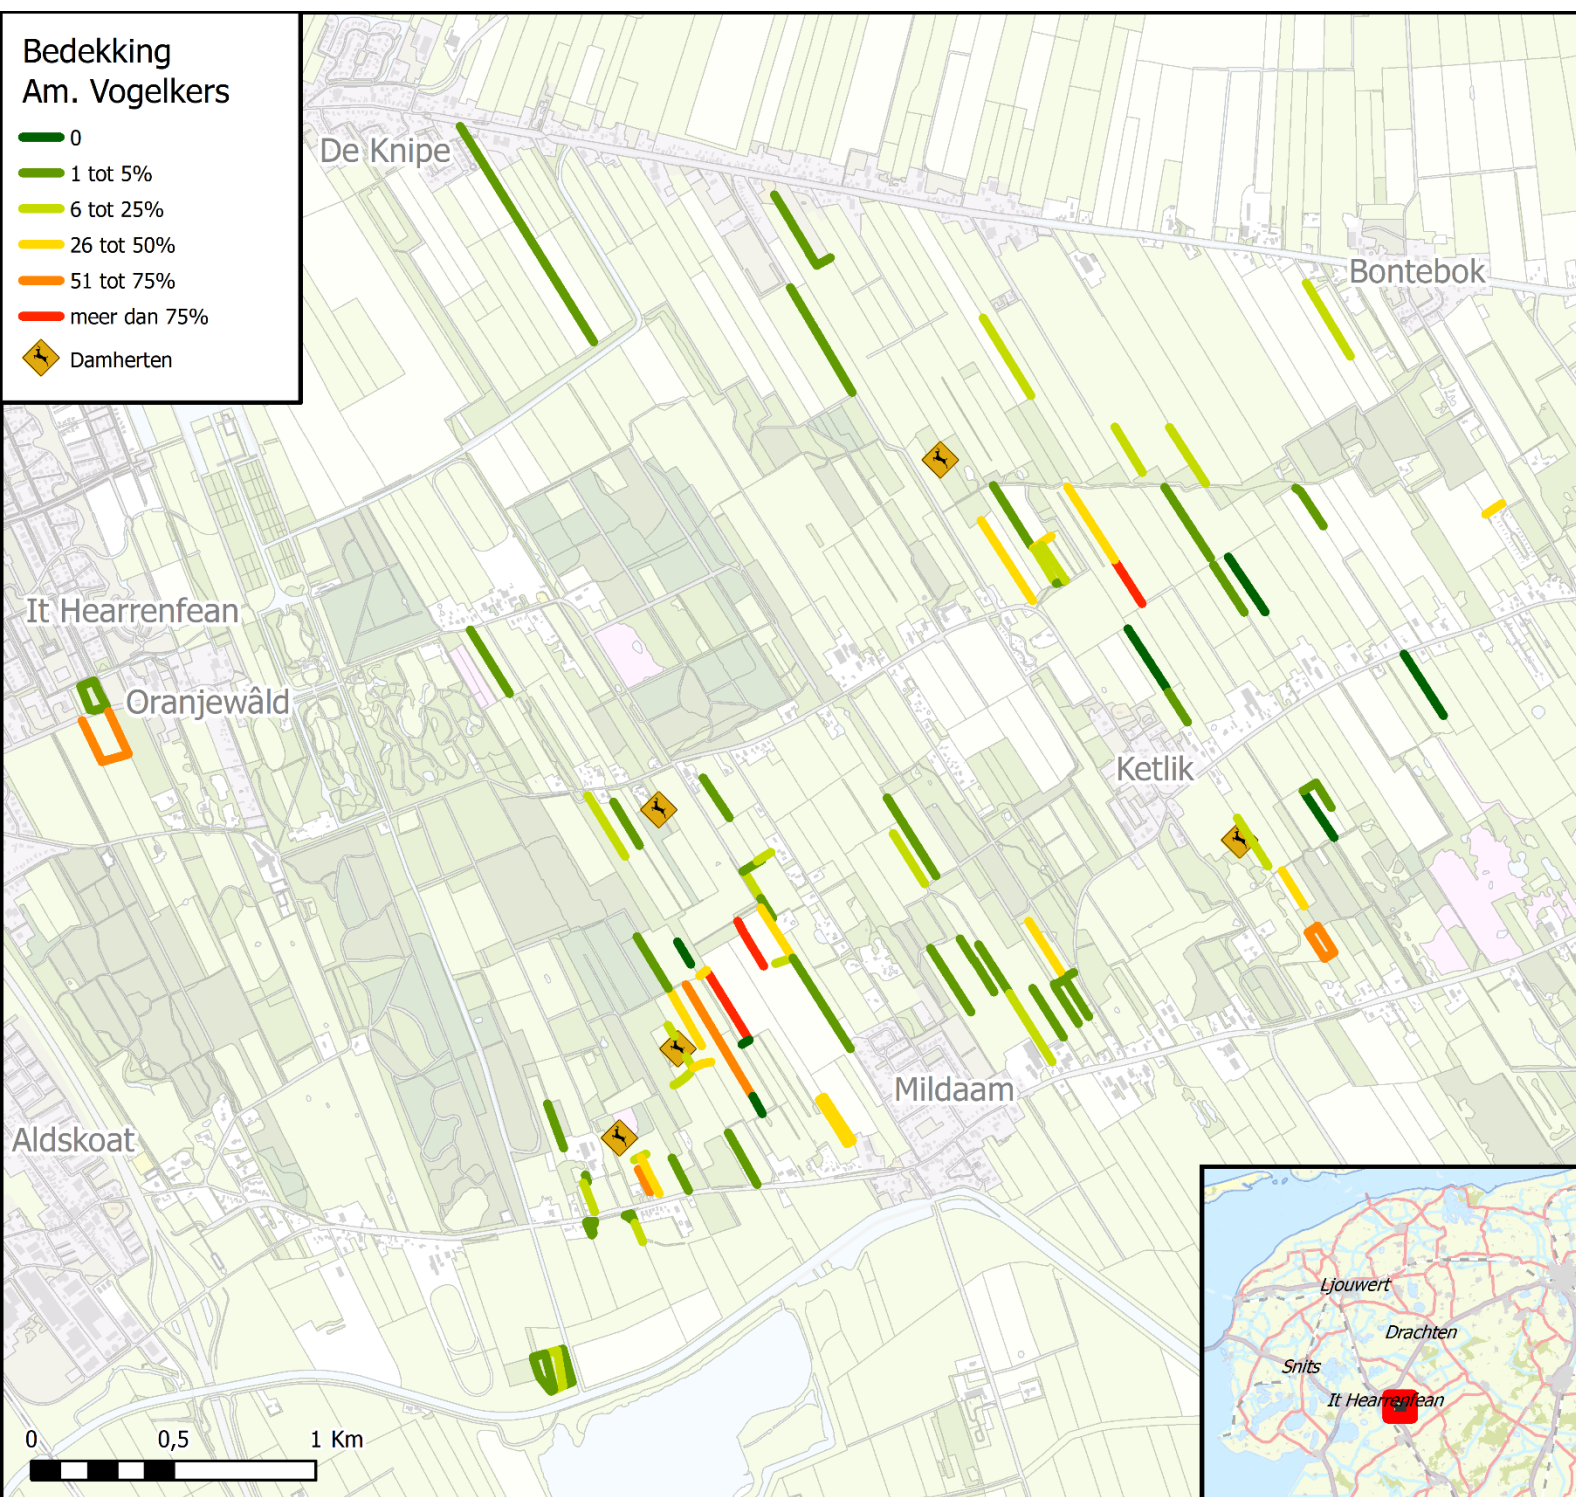 Bedekking
Am. Vogelkers
0
1 tot 5%
6 tot 25%
26 tot 50%
51 tot 75%
meer dan 75%
Damherten
De Knipe
Bontebok
It Hearrenfean
Oranjewâld
Ketlik
Mildaam
Aldskoat
0 0,5 1 Km
Ljouwert
Drachten
Snits
It Hearrenfean